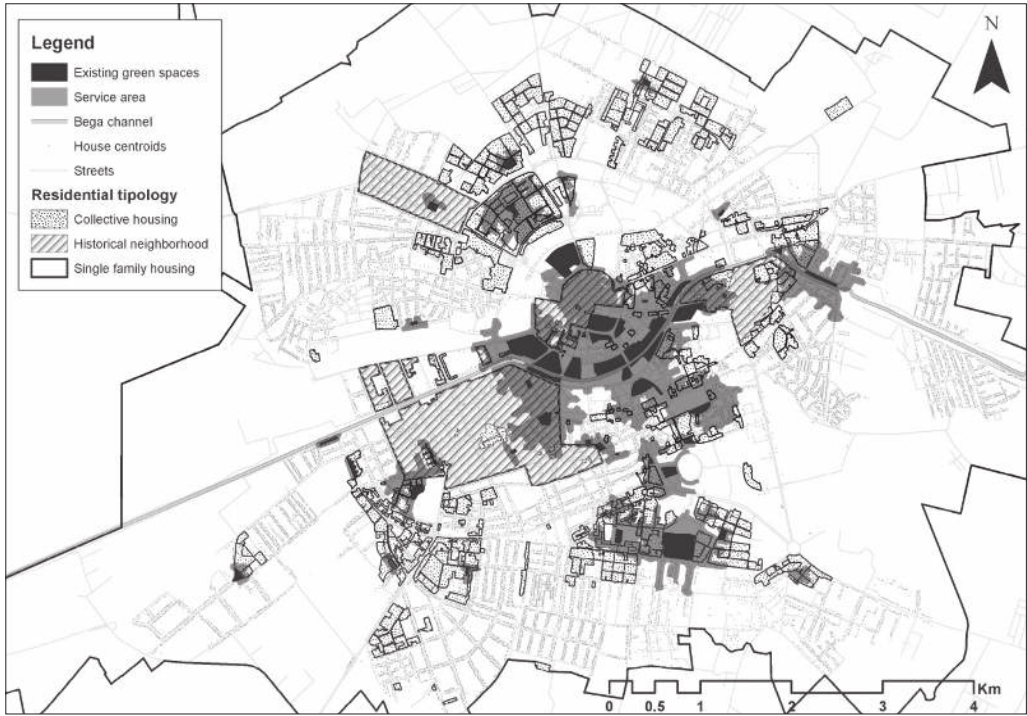 Legend
Existing green spaces
Service area
Bega channel
House centroids
Streets
Residential tipology
Collective housing
Historical neighborhood
Single family housing
N
Km
0 0.5 1 2 3 4